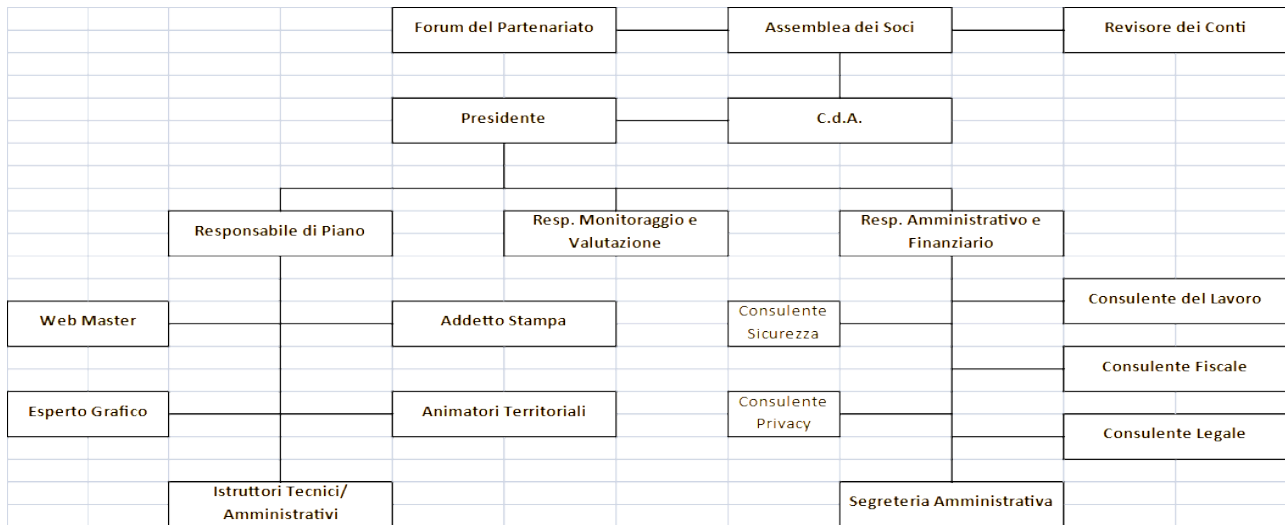 Forum del Partenariato
Assemblea dei Soci
Revisore dei Conti
Presidente
C.d.A.
Responsabile di Piano
Resp. Monitoraggio e
Valutazione
Resp. Amministrativo e
Finanziario
Web Master
Addetto Stampa
Consulente
Sicurezza
Consulente del Lavoro
Consulente Fiscale
Esperto Grafico
Animatori Territoriali
Consulente
Privacy
Consulente Legale
Istruttori Tecnici/
Amministrativi
Segreteria Amministrativa